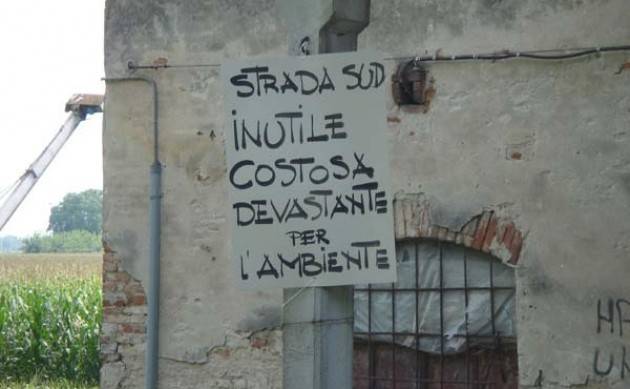 STRADA SUD
INUTILE
COSTOSA
DEVASTANTE
PER
L'AMBIENTE